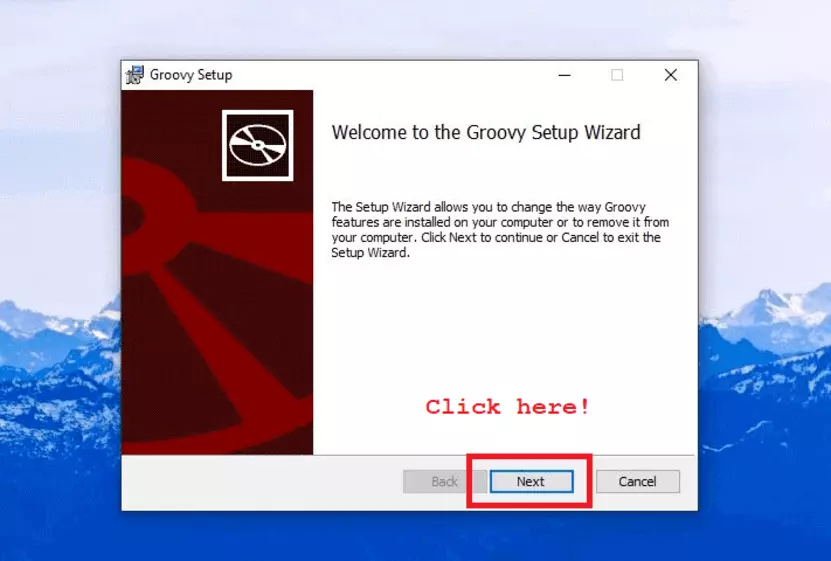 Groovy Setup
Welcome to the Groovy Setup Wizard
The Setup Wizard allows you to change the way Groovy
features are installed on your computer or to remove it from
your computer. Click Next to continue or Cancel to exit the
Setup Wizard.
Click here!
Back
Next
Cancel